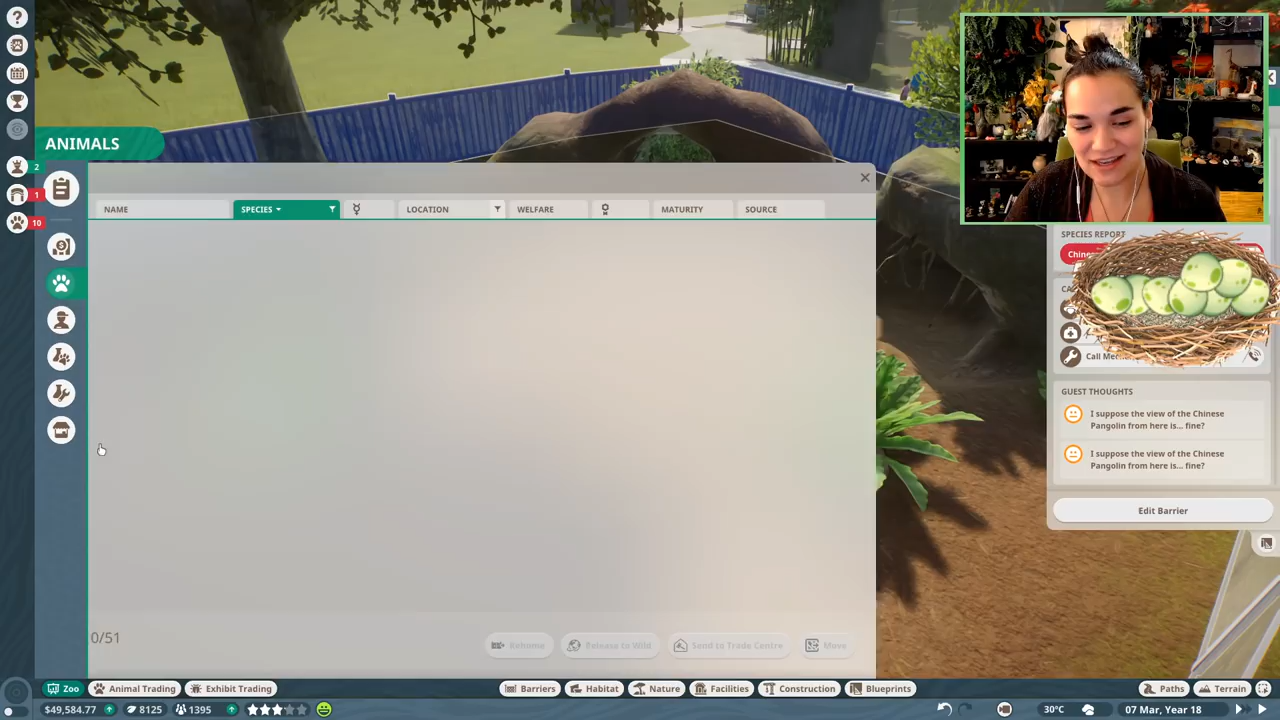 ANIMALS
2
1
10
NAME
SPECIES
LOCATION
WELFARE
MATURITY
SOURCE
0/51
Rehome
Release to Wild
Send to Trade Centre
Move
SPECIES REPORT
Call
I suppose the view of the Chinese
Pangolin from here is... fine?
I suppose the view of the Chinese
Pangolin from here is... fine?
GUEST THOUGHTS
Edit Barrier
Zoo
Animal Trading
Exhibit Trading
Barriers
Habitat
Nature
Facilities
Construction
Blueprints
Paths
Terrain
$49,584.77
8125
1395
30°C
07 Mar, Year 18